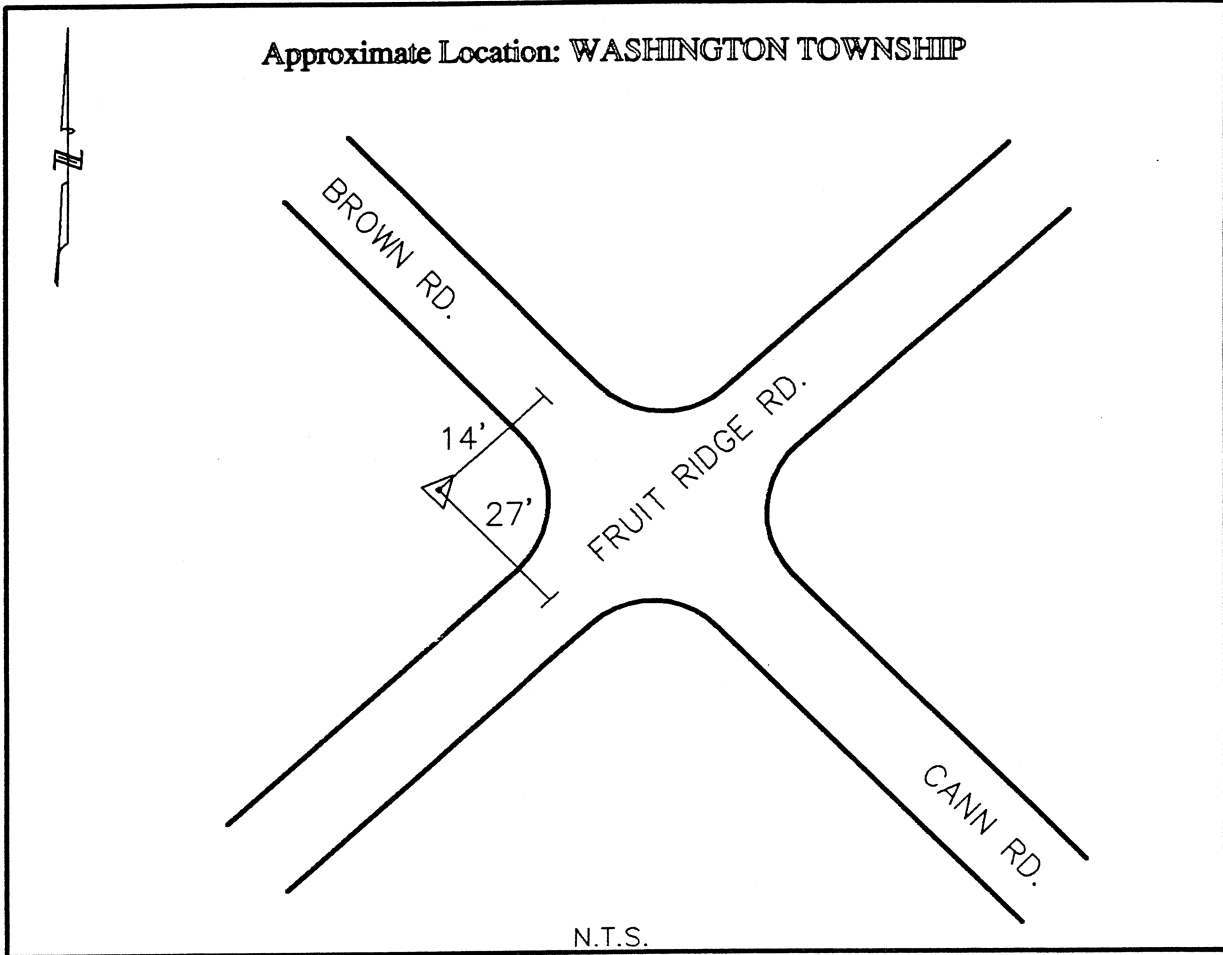 Approximate Location: WASHINGTON TOWNSHIP
N
BROWN RD.
14'
27'
FRUIT RIDGE RD.
CANN RD.
N.T.S.